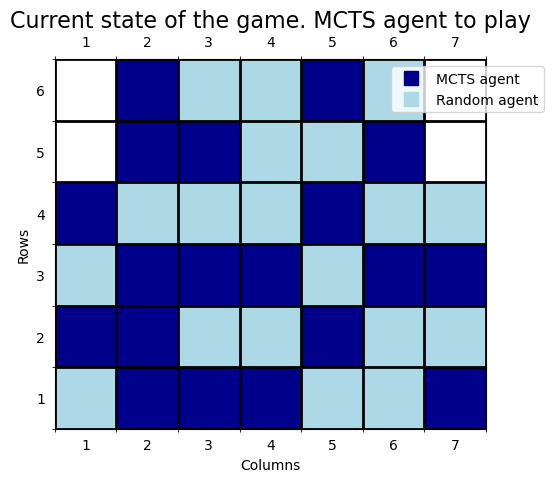 Current state of the game. MCTS agent to play
1 2 3 4 5 6 7
MCTS agent
Random agent
6
5
4
3
2
1
Rows
1 2 3 4 5 6 7
Columns